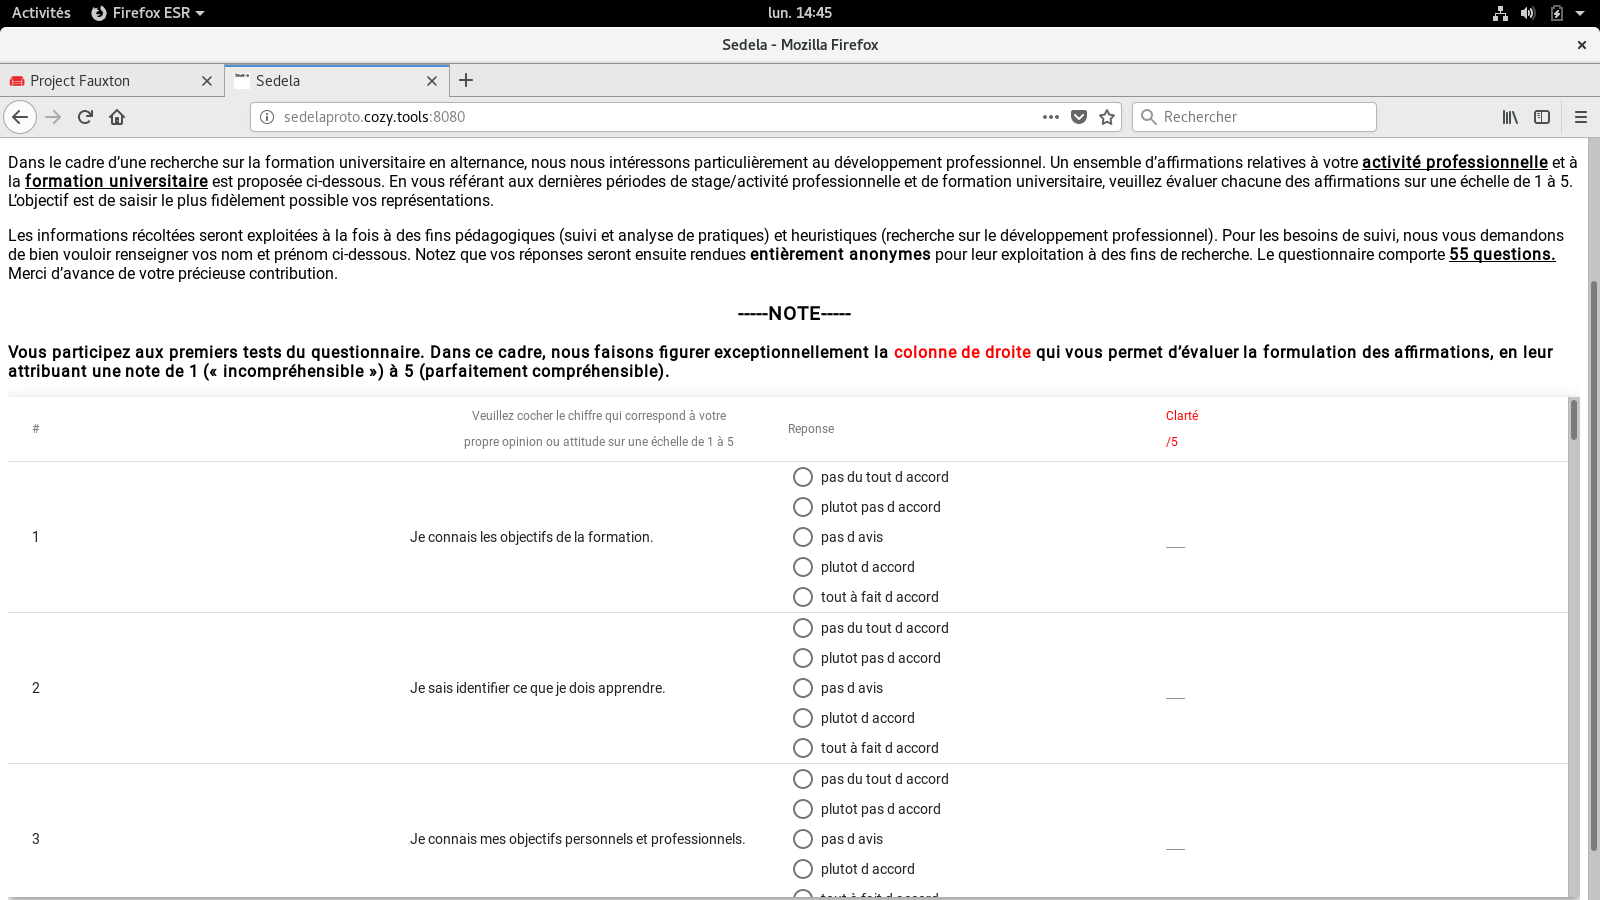 Activités Firefox ESR lun. 14:45
Sedela - Mozilla Firefox
Project Fauxton Sedela
sedelaproto.cozy.tools:8080 Rechercher
Dans le cadre d’une recherche sur la formation universitaire en alternance, nous nous intéressons particulièrement au développement professionnel. Un ensemble d’affirmations relatives à votre activité professionnelle et à
la formation universitaire est proposée ci-dessous. En vous référant aux dernières périodes de stage/activité professionnelle et de formation universitaire, veuillez évaluer chacune des affirmations sur une échelle de 1 à 5.
L’objectif est de saisir le plus fidèlement possible vos représentations.
Les informations récoltées seront exploitées à la fois à des fins pédagogiques (suivi et analyse de pratiques) et heuristiques (recherche sur le développement professionnel). Pour les besoins de suivi, nous vous demandons
de bien vouloir renseigner vos nom et prénom ci-dessous. Notez que vos réponses seront ensuite rendues entièrement anonymes pour leur exploitation à des fins de recherche. Le questionnaire comporte 55 questions.
Merci d’avance de votre précieuse contribution.
-----NOTE-----
Vous participez aux premiers tests du questionnaire. Dans ce cadre, nous faisons figurer exceptionnellement la colonne de droite qui vous permet d’évaluer la formulation des affirmations, en leur
attribuant une note de 1 (« incompréhensible ») à 5 (parfaitement compréhensible).
# Veuillez cocher le chiffre qui correspond à votre Reponse Clarté
propre opinion ou attitude sur une échelle de 1 à 5 /5
pas du tout d accord
plutot pas d accord
1 Je connais les objectifs de la formation. pas d avis
plutot d accord
tout à fait d accord
pas du tout d accord
plutot pas d accord
2 Je sais identifier ce que je dois apprendre. pas d avis
plutot d accord
tout à fait d accord
pas du tout d accord
plutot pas d accord
3 Je connais mes objectifs personnels et professionnels. pas d avis
plutot d accord
tout à fait d accord